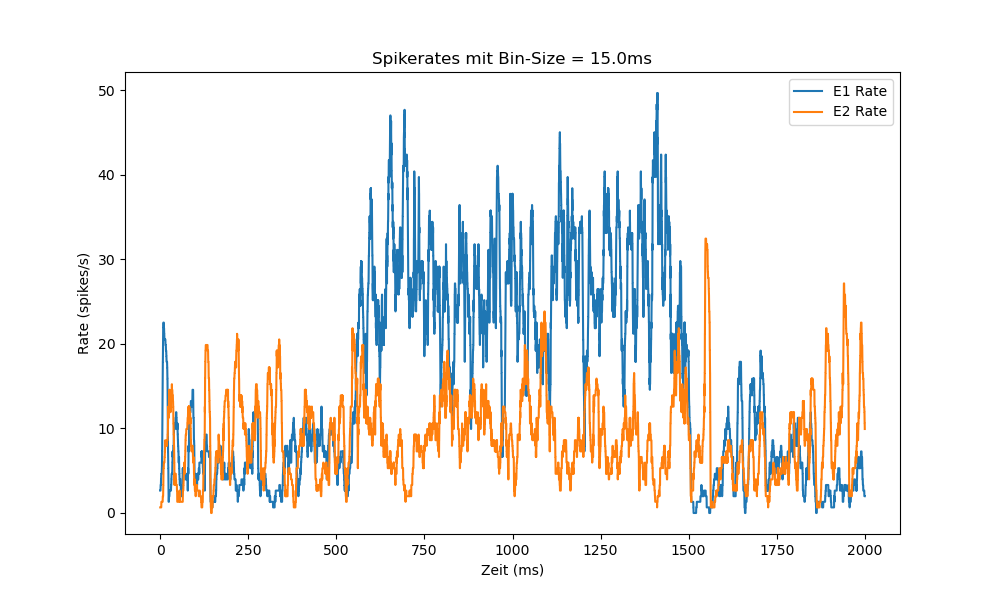 Spikerates mit Bin-Size = 15.0ms
E1 Rate
E2 Rate
50
40
30
20
10
0
Rate (spikes/s)
0 250 500 750 1000 1250 1500 1750 2000
Zeit (ms)